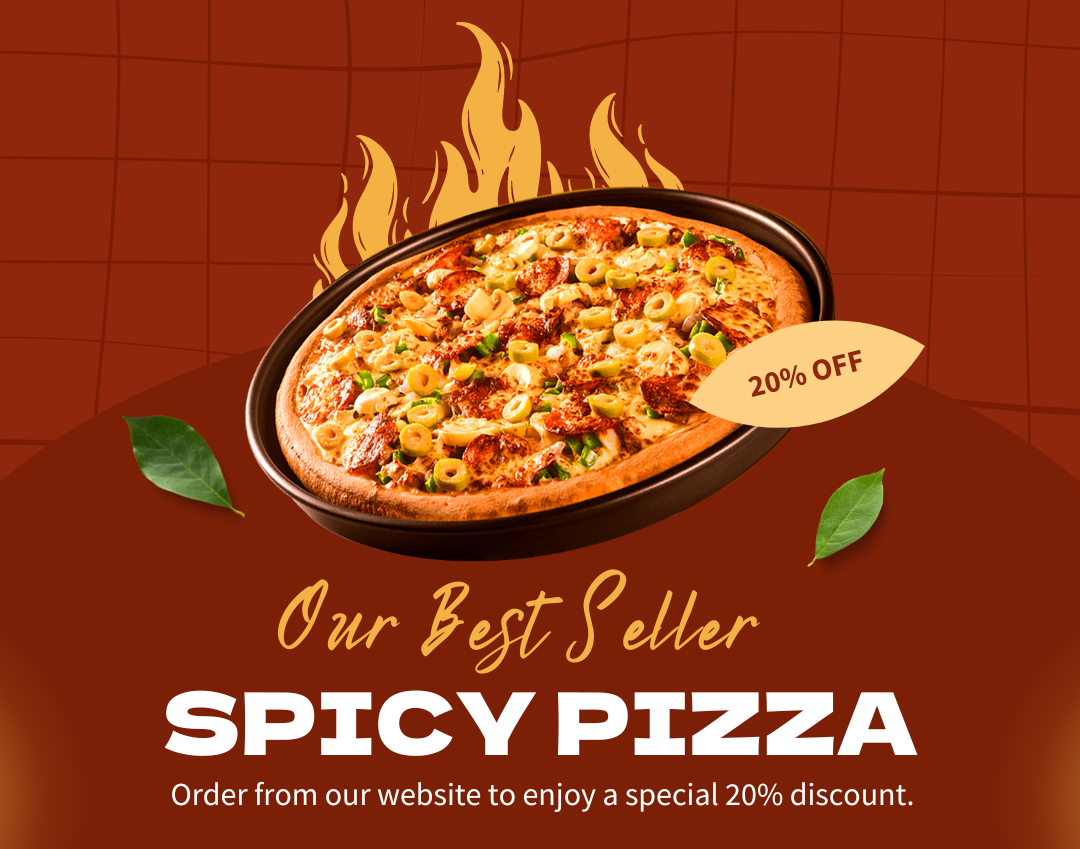 20% OFF
Our Best Seller
SPICY PIZZA
Order from our website to enjoy a special 20% discount.